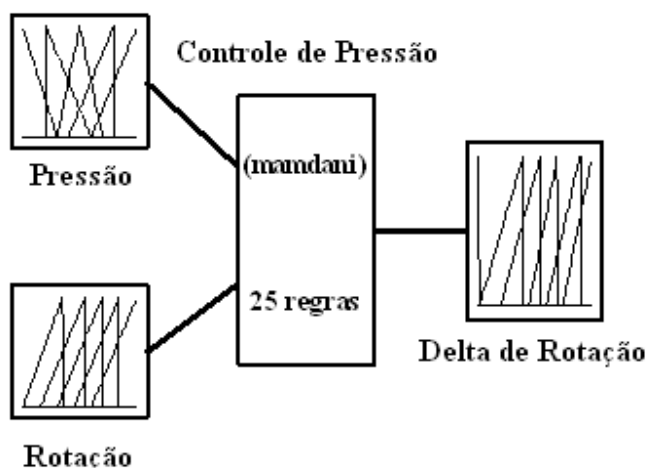 Controle de Pressão
Pressão
(mamdani)
25 regras
Delta de Rotação
Rotação